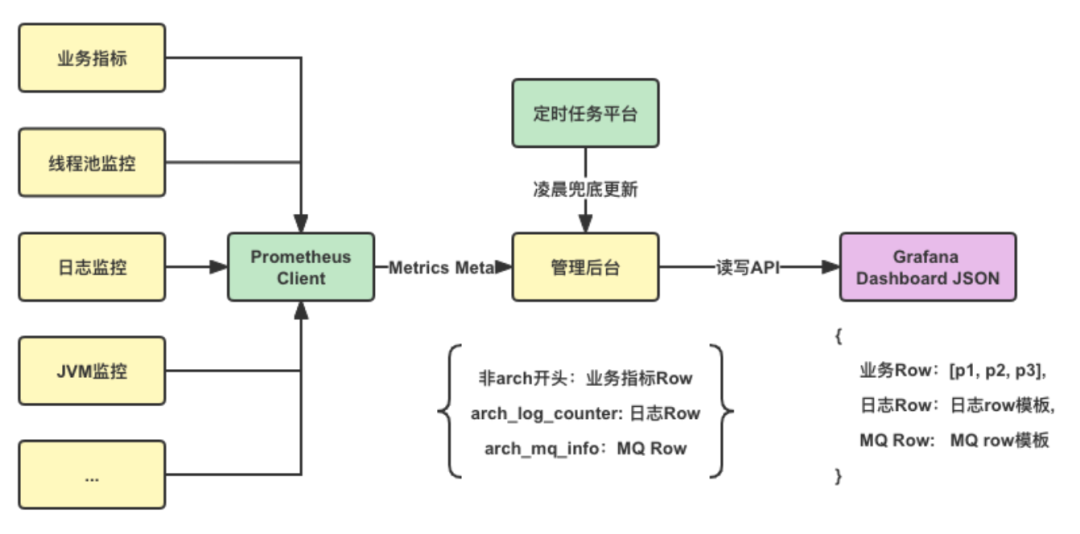 业务指标
线程池监控
日志监控
JVM监控
...
Prometheus
Client
Metrics Meta
定时任务平台
凌晨兜底更新
管理后台
读写API
Grafana
Dashboard JSON
非arch开头：业务指标Row
arch_log_counter: 日志Row
arch_mq_info：MQ Row
{
业务Row：[p1, p2, p3],
日志Row：日志row模板,
MQ Row： MQ row模板
}